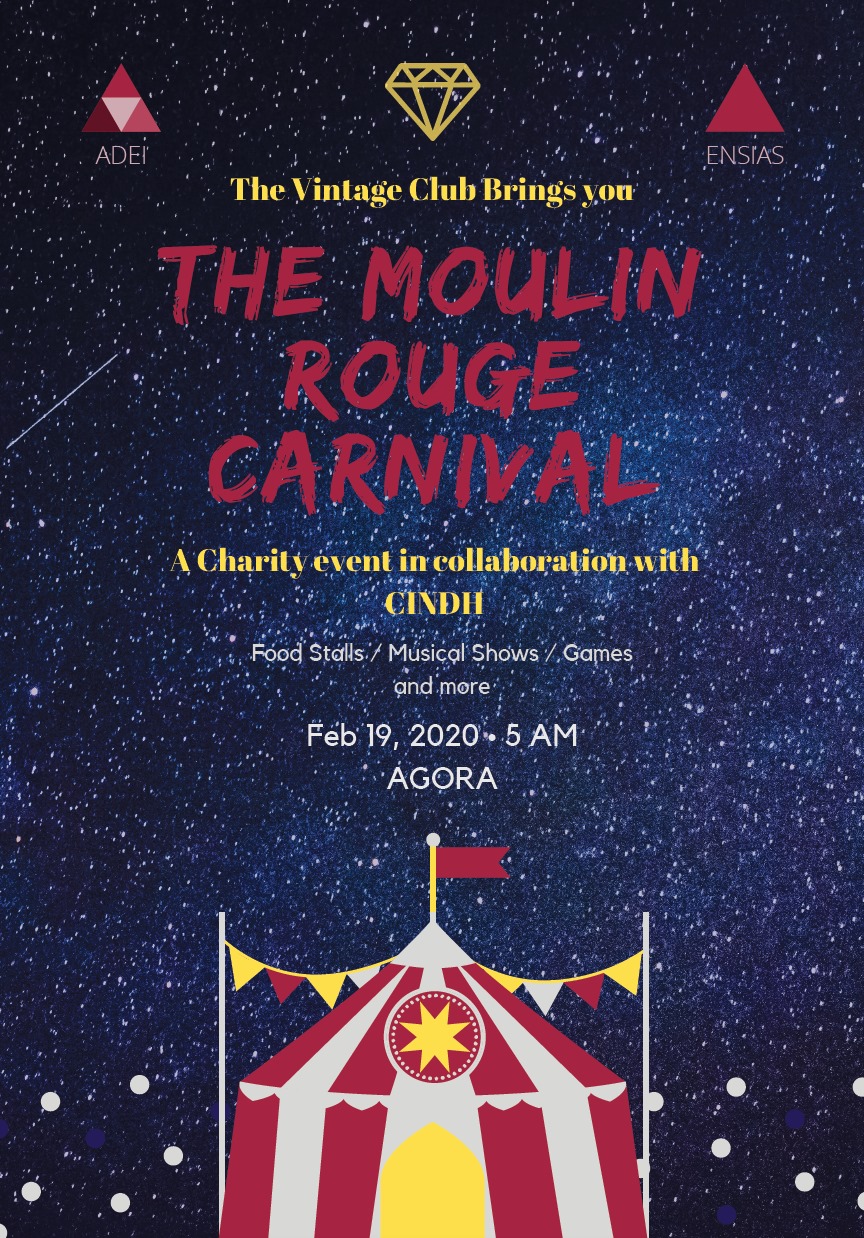 ADEI
ENSIAS
The Vintage Club Brings you
THE MOULIN
ROUGE
CARNIVAL
A Charity event in collaboration with
CINDH
Food Stalls / Musical Shows / Games
and more
Feb 19, 2020 • 5 AM
AGORA